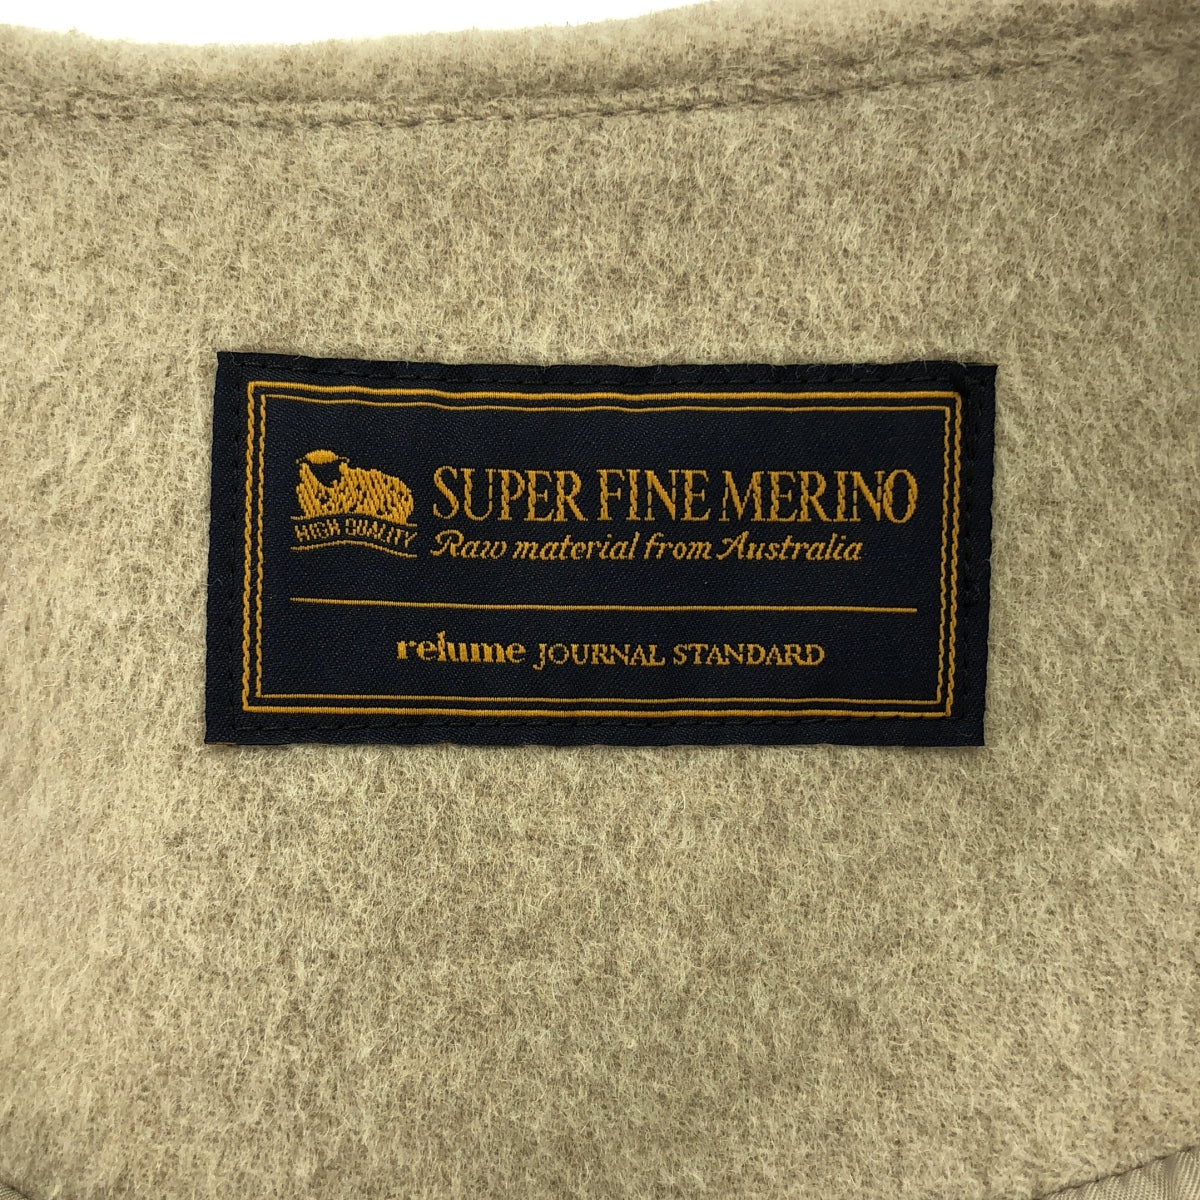 SUPER FINE MERINO
HIGH QUALITY
Raw material from Australia
relume JOURNAL STANDARD